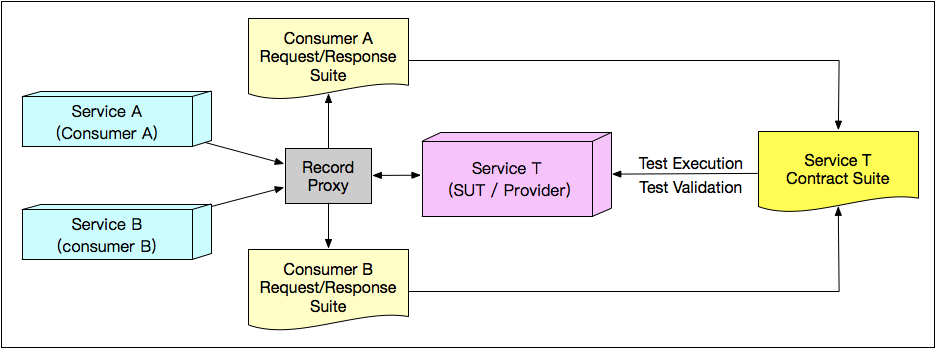 Consumer A
Request/Response
Suite
Service A
(Consumer A)
Record
Proxy
Service T
(SUT / Provider)
Test Execution
Test Validation
Service T
Contract Suite
Service B
(consumer B)
Consumer B
Request/Response
Suite